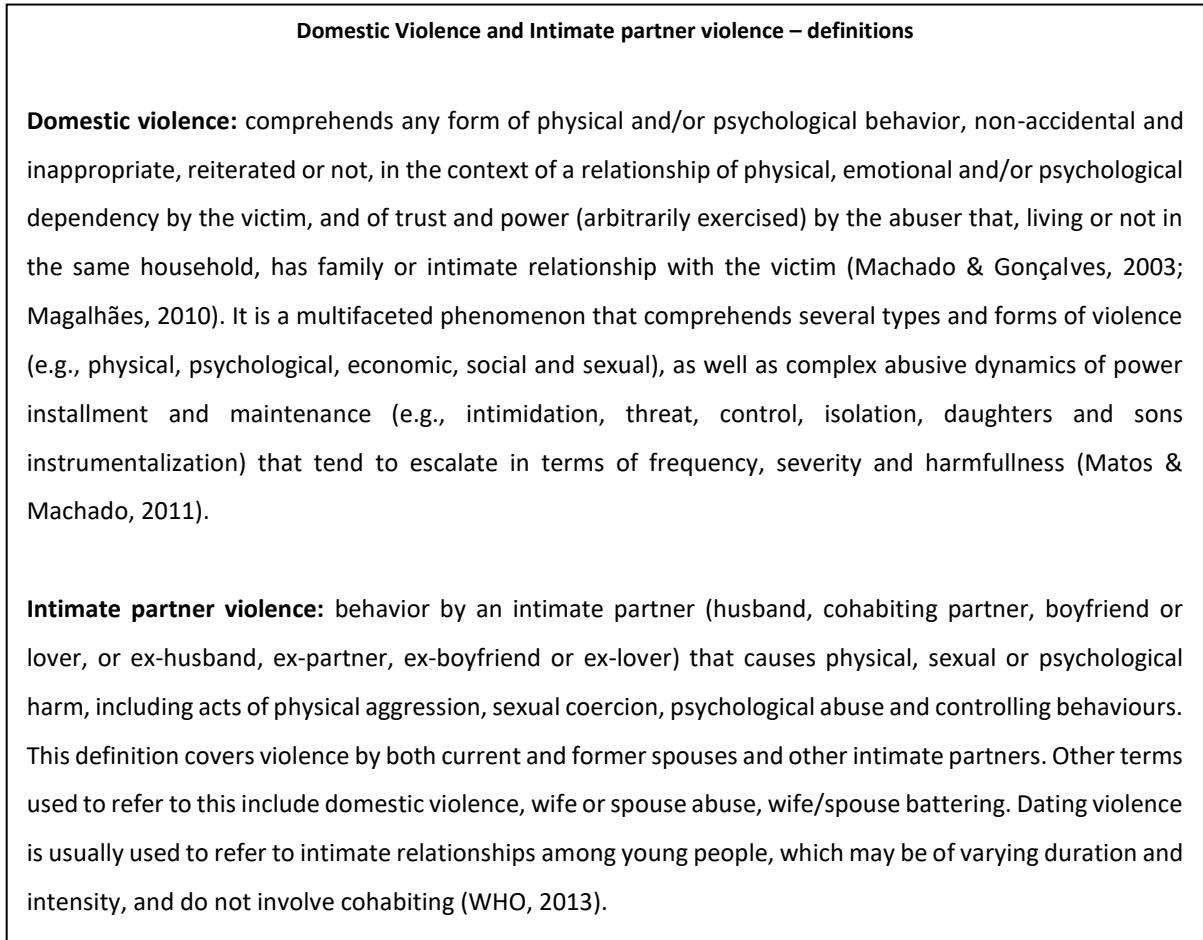 Domestic Violence and Intimate partner violence – definitions
Domestic violence: comprehends any form of physical and/or psychological behavior, non-accidental and
inappropriate, reiterated or not, in the context of a relationship of physical, emotional and/or psychological
dependency by the victim, and of trust and power (arbitrarily exercised) by the abuser that, living or not in
the same household, has family or intimate relationship with the victim (Machado & Gonçalves, 2003;
Magalhães, 2010). It is a multifaceted phenomenon that comprehends several types and forms of violence
(e.g., physical, psychological, economic, social and sexual), as well as complex abusive dynamics of power
installment and maintenance (e.g., intimidation, threat, control, isolation, daughters and sons
instrumentalization) that tend to escalate in terms of frequency, severity and harmfullness (Matos &
Machado, 2011).
Intimate partner violence: behavior by an intimate partner (husband, cohabiting partner, boyfriend or
lover, or ex-husband, ex-partner, ex-boyfriend or ex-lover) that causes physical, sexual or psychological
harm, including acts of physical aggression, sexual coercion, psychological abuse and controlling behaviours.
This definition covers violence by both current and former spouses and other intimate partners. Other terms
used to refer to this include domestic violence, wife or spouse abuse, wife/spouse battering. Dating violence
is usually used to refer to intimate relationships among young people, which may be of varying duration and
intensity, and do not involve cohabiting (WHO, 2013).